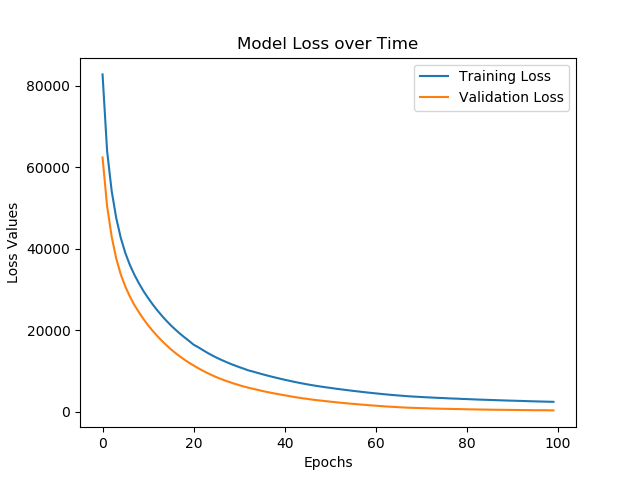 Model Loss over Time
Training Loss
Validation Loss
Loss Values
80000
60000
40000
20000
0
0 20 40 60 80 100
Epochs